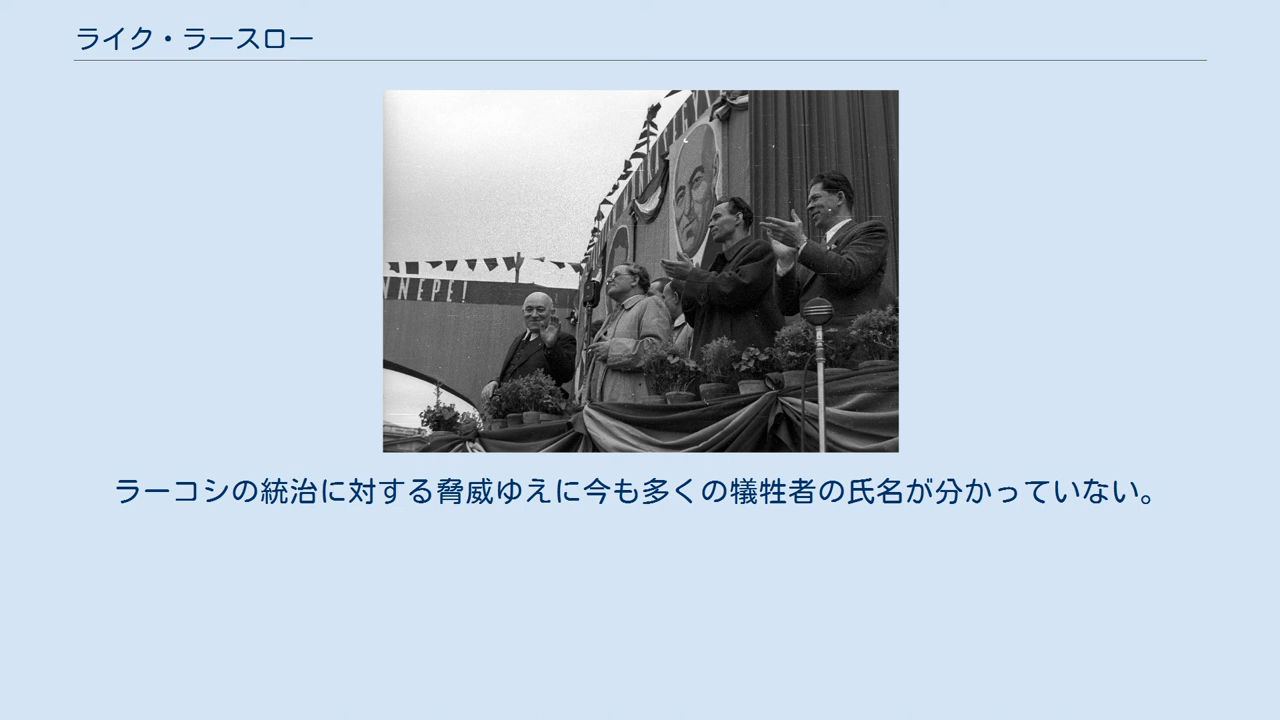 ライク・ラースロー
NNEPE!
ラーコシの統治に対する脅威ゆえに今も多くの犠牲者の氏名が分かっていない。